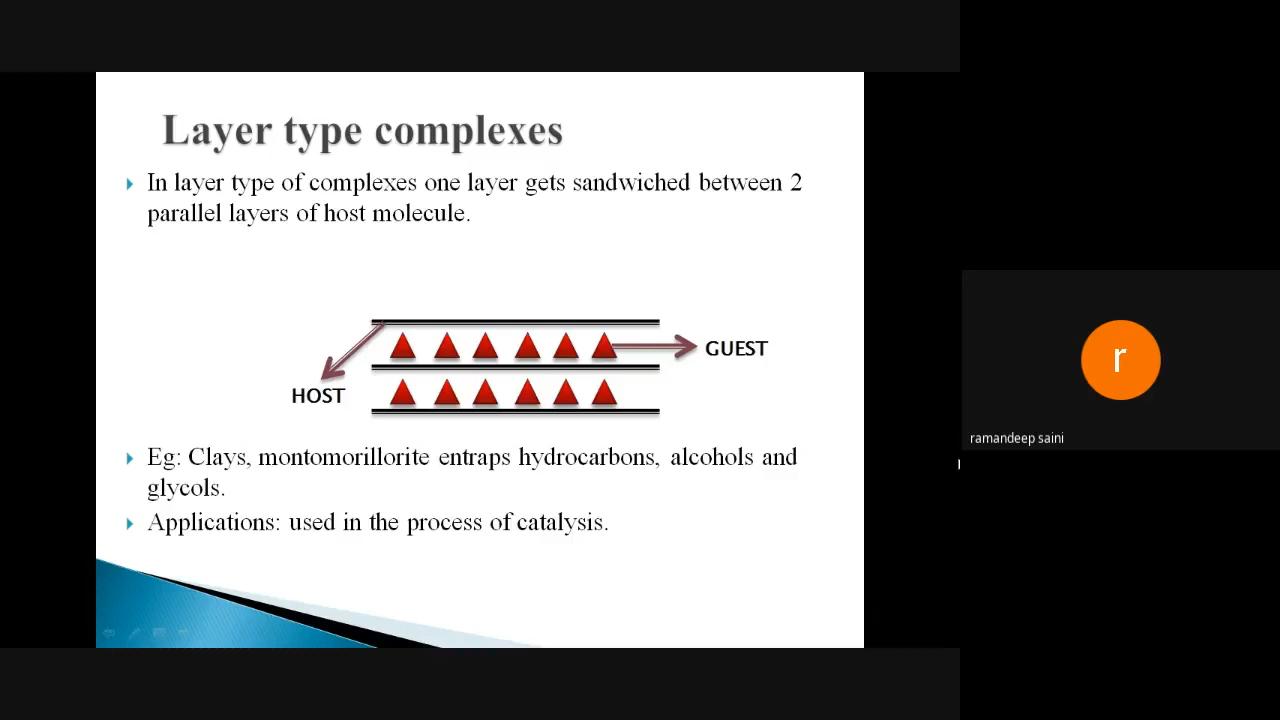 Layer type complexes
In layer type of complexes one layer gets sandwiched between 2
parallel layers of host molecule.
GUEST
HOST
Eg: Clays, montomorillorite entraps hydrocarbons, alcohols and
glycols.
Applications: used in the process of catalysis.
r
ramandeep saini